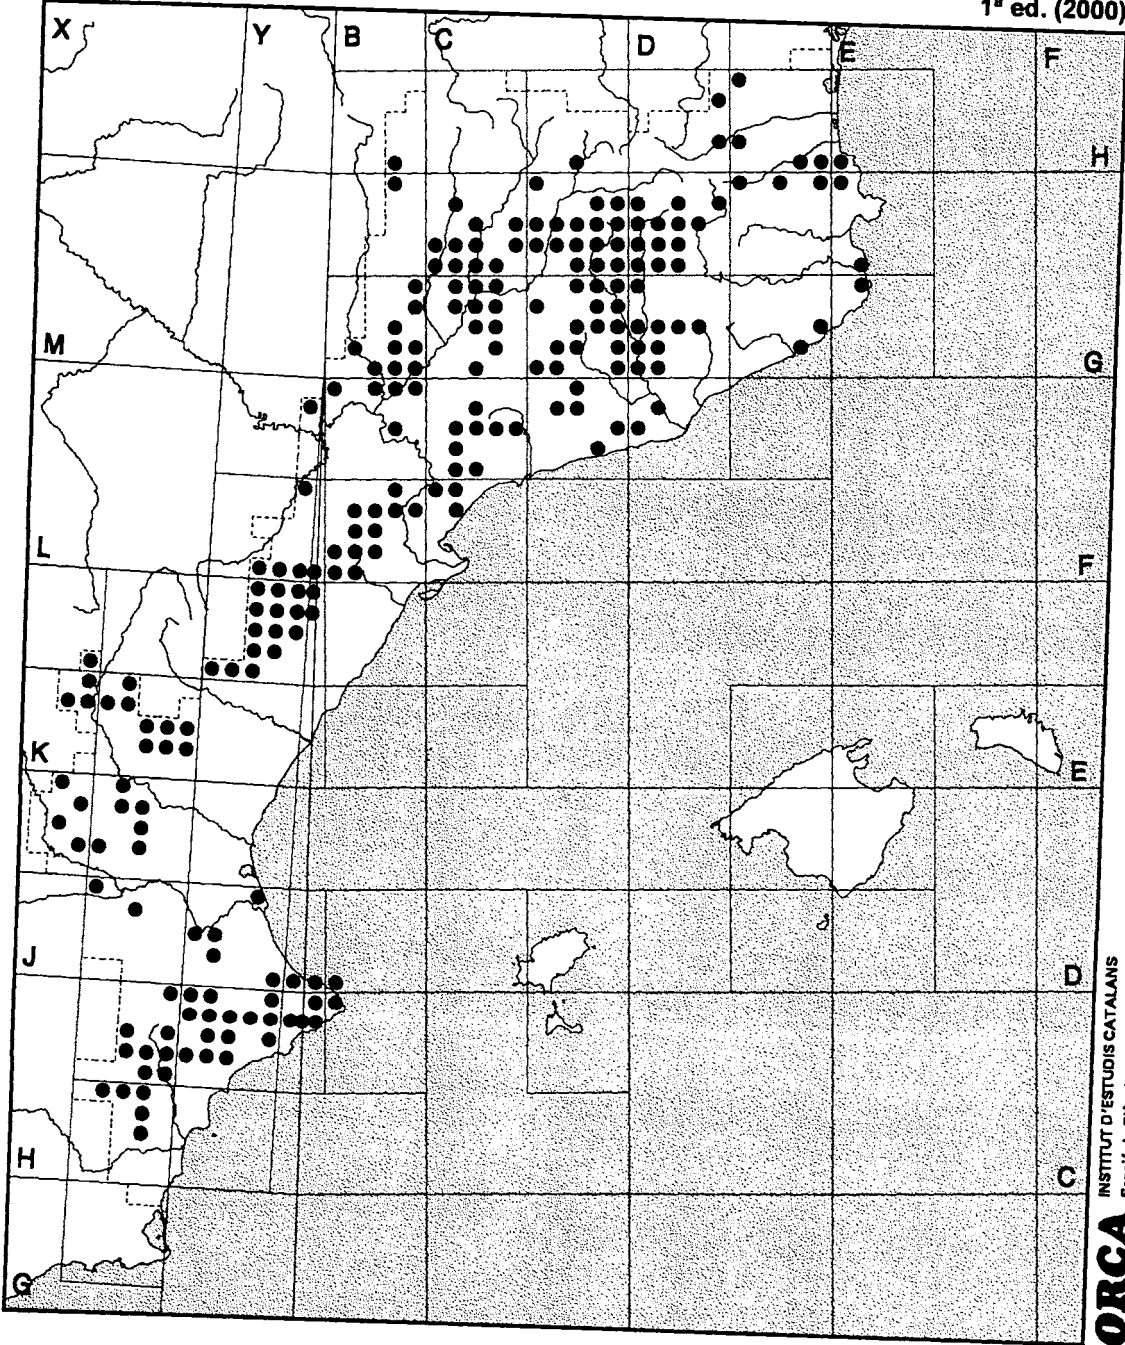 1ª ed. (2000)
X
Y
B
C
D
E
F
H
M
G
L
F
K
E
J
D
H
C
G
ORCA
INSTITUT D'ESTUDIS CATALANS